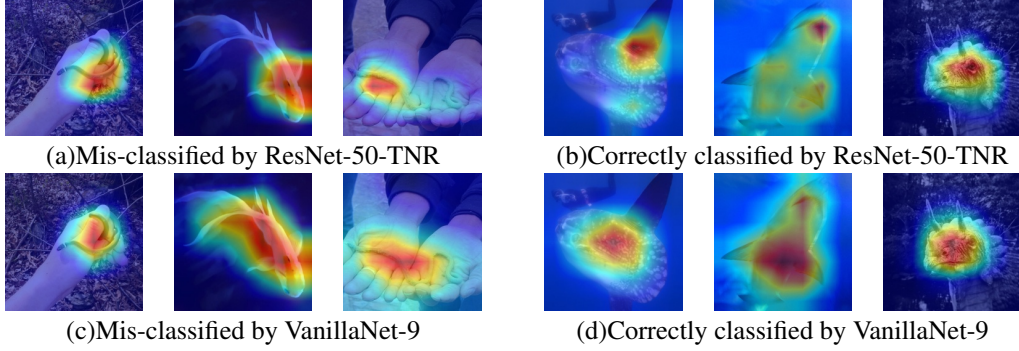 (a)Mis-classified by ResNet-50-TNR
(b)Correctly classified by ResNet-50-TNR
(c)Mis-classified by VanillaNet-9
(d)Correctly classified by VanillaNet-9